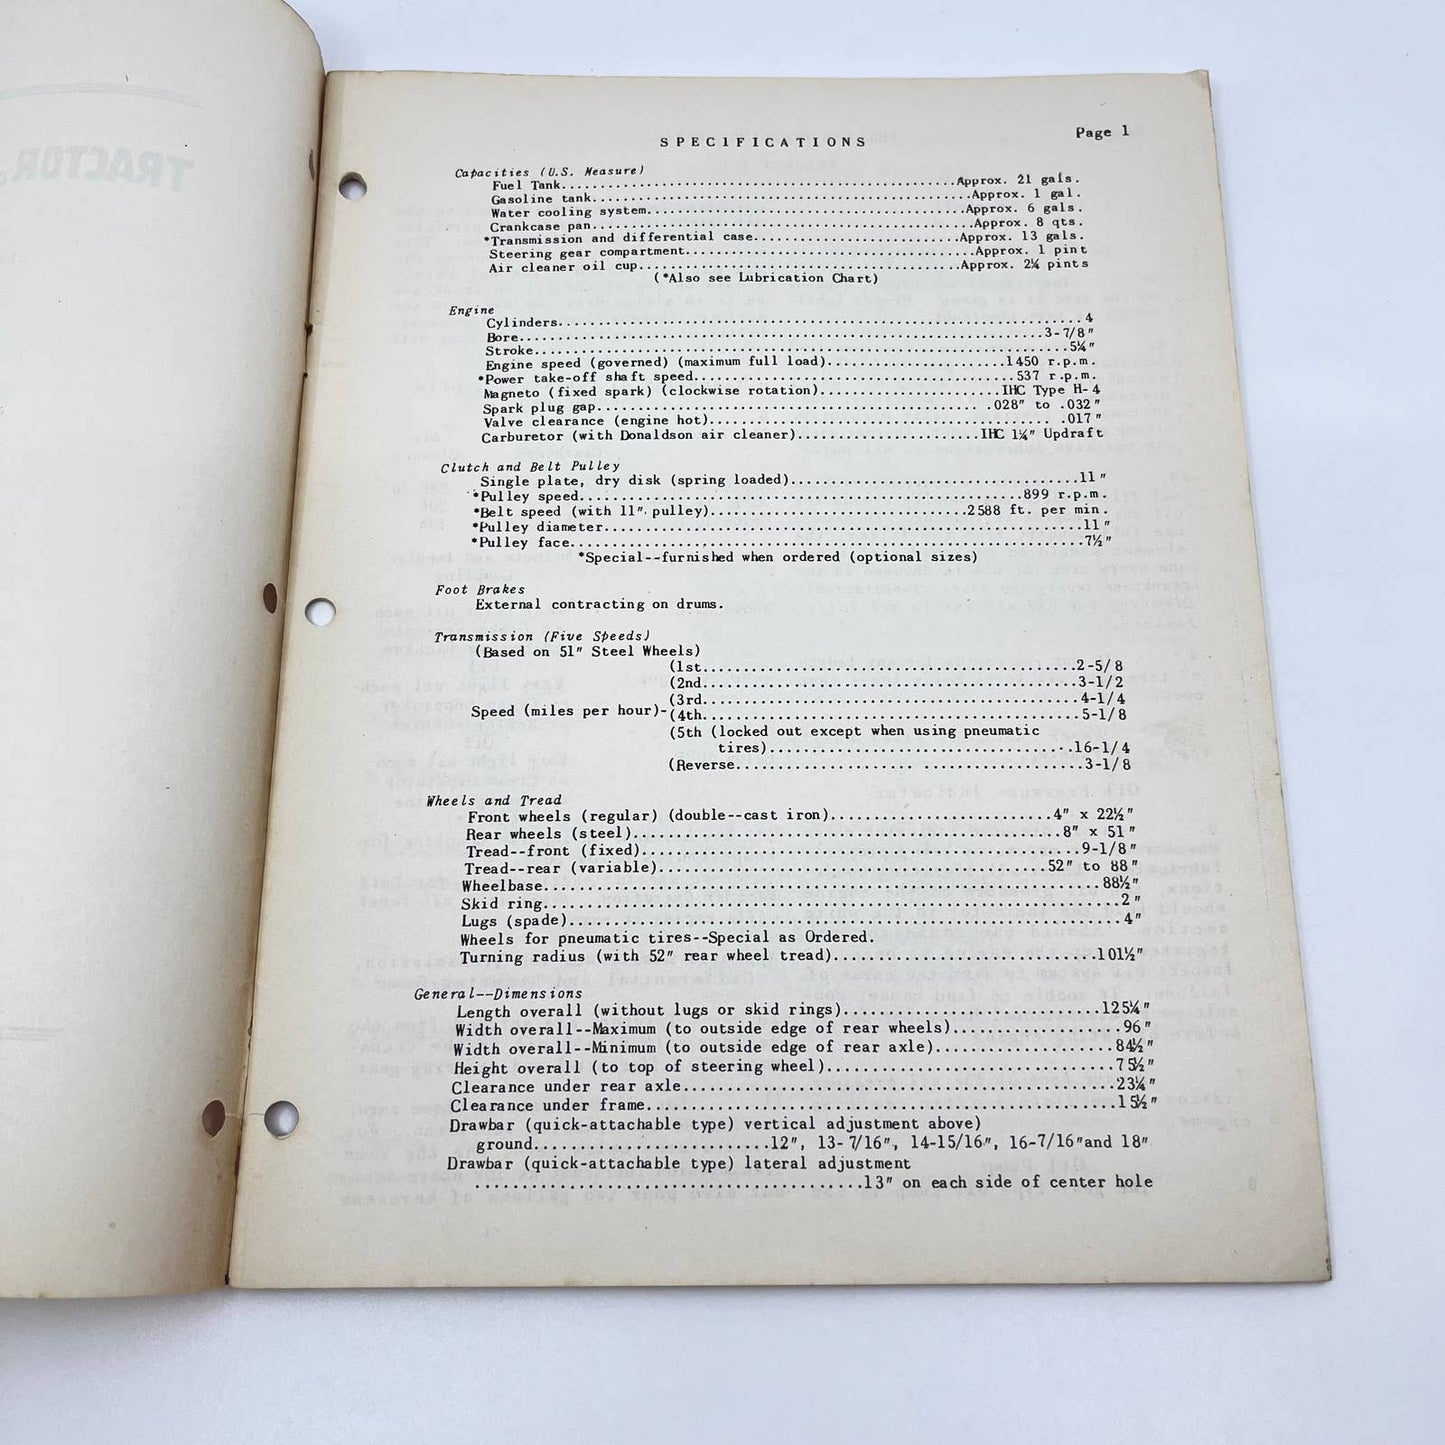 TRACTOR
SPECIFICATIONS Page 1
Capacities (U.S. Measure)
Fuel Tank..........Approx. 21 gals.
Gasoline tank..........Approx. 1 gal.
Water cooling system..........Approx. 6 gals.
Crankcase pan..........Approx. 8 qts.
*Transmission and differential case..........Approx. 13 gals.
Steering gear compartment..........Approx. 1 pint
Air cleaner oil cup..........Approx. 2¼ pints
(*Also see Lubrication Chart)
Engine
Cylinders..........4
Bore..........3-7/8"
Stroke..........5¼"
Engine speed (governed) (maximum full load)..........1450 r.p.m.
*Power take-off shaft speed..........537 r.p.m.
Magneto (fixed spark) (clockwise rotation)..........IHC Type H-4
Spark plug gap.......... .028" to .032"
Valve clearance (engine hot).......... .017"
Carburetor (with Donaldson air cleaner)..........IHC 1¼" Updraft
Clutch and Belt Pulley
Single plate, dry disk (spring loaded)..........11"
*Pulley speed..........899 r.p.m.
*Belt speed (with 11" pulley)..........2588 ft. per min.
*Pulley diameter..........11"
*Pulley face..........7½"
*Special--furnished when ordered (optional sizes)
Foot Brakes
External contracting on drums.
Transmission (Five Speeds)
(Based on 51" Steel Wheels)
(1st..........2-5/8
(2nd..........3-1/2
(3rd..........4-1/4
Speed (miles per hour)-(4th..........5-1/8
(5th (locked out except when using pneumatic
tires)..........16-1/4
(Reverse..........3-1/8
Wheels and Tread
Front wheels (regular) (double--cast iron)..........4" x 22½"
Rear wheels (steel)..........8" x 51"
Tread--front (fixed)..........9-1/8"
Tread--rear (variable)..........52" to 88"
Wheelbase..........88½"
Skid ring..........2"
Lugs (spade)..........4"
Wheels for pneumatic tires--Special as Ordered.
Turning radius (with 52" rear wheel tread)..........101½"
General--Dimensions
Length overall (without lugs or skid rings)..........125¼"
Width overall--Maximum (to outside edge of rear wheels)..........96"
Width overall--Minimum (to outside edge of rear axle)..........84½"
Height overall (to top of steering wheel)..........75½"
Clearance under rear axle..........23¼"
Clearance under frame..........15½"
Drawbar (quick-attachable type) vertical adjustment above)
ground..........12", 13-7/16", 14-15/16", 16-7/16"and 18"
Drawbar (quick-attachable type) lateral adjustment
..........13" on each side of center hole